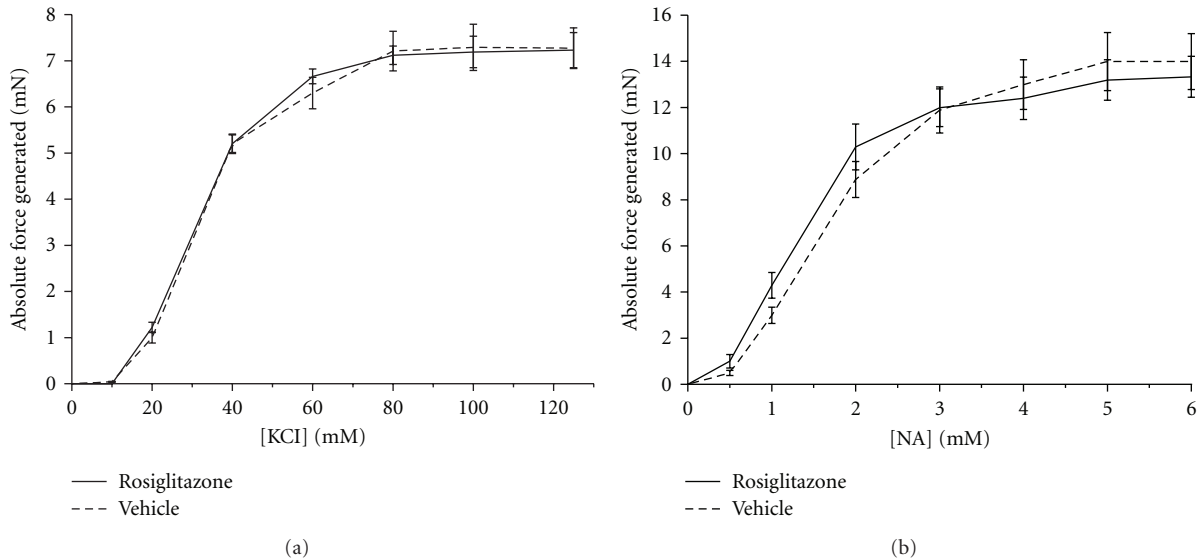 Absolute force generated (mN)
8
7
6
5
4
3
2
1
0
0 20 40 60 80 100 120
[KCI] (mM)
Rosiglitazone
Vehicle
(a)
Absolute force generated (mN)
16
14
12
10
8
6
4
2
0
0 1 2 3 4 5 6
[NA] (mM)
Rosiglitazone
Vehicle
(b)